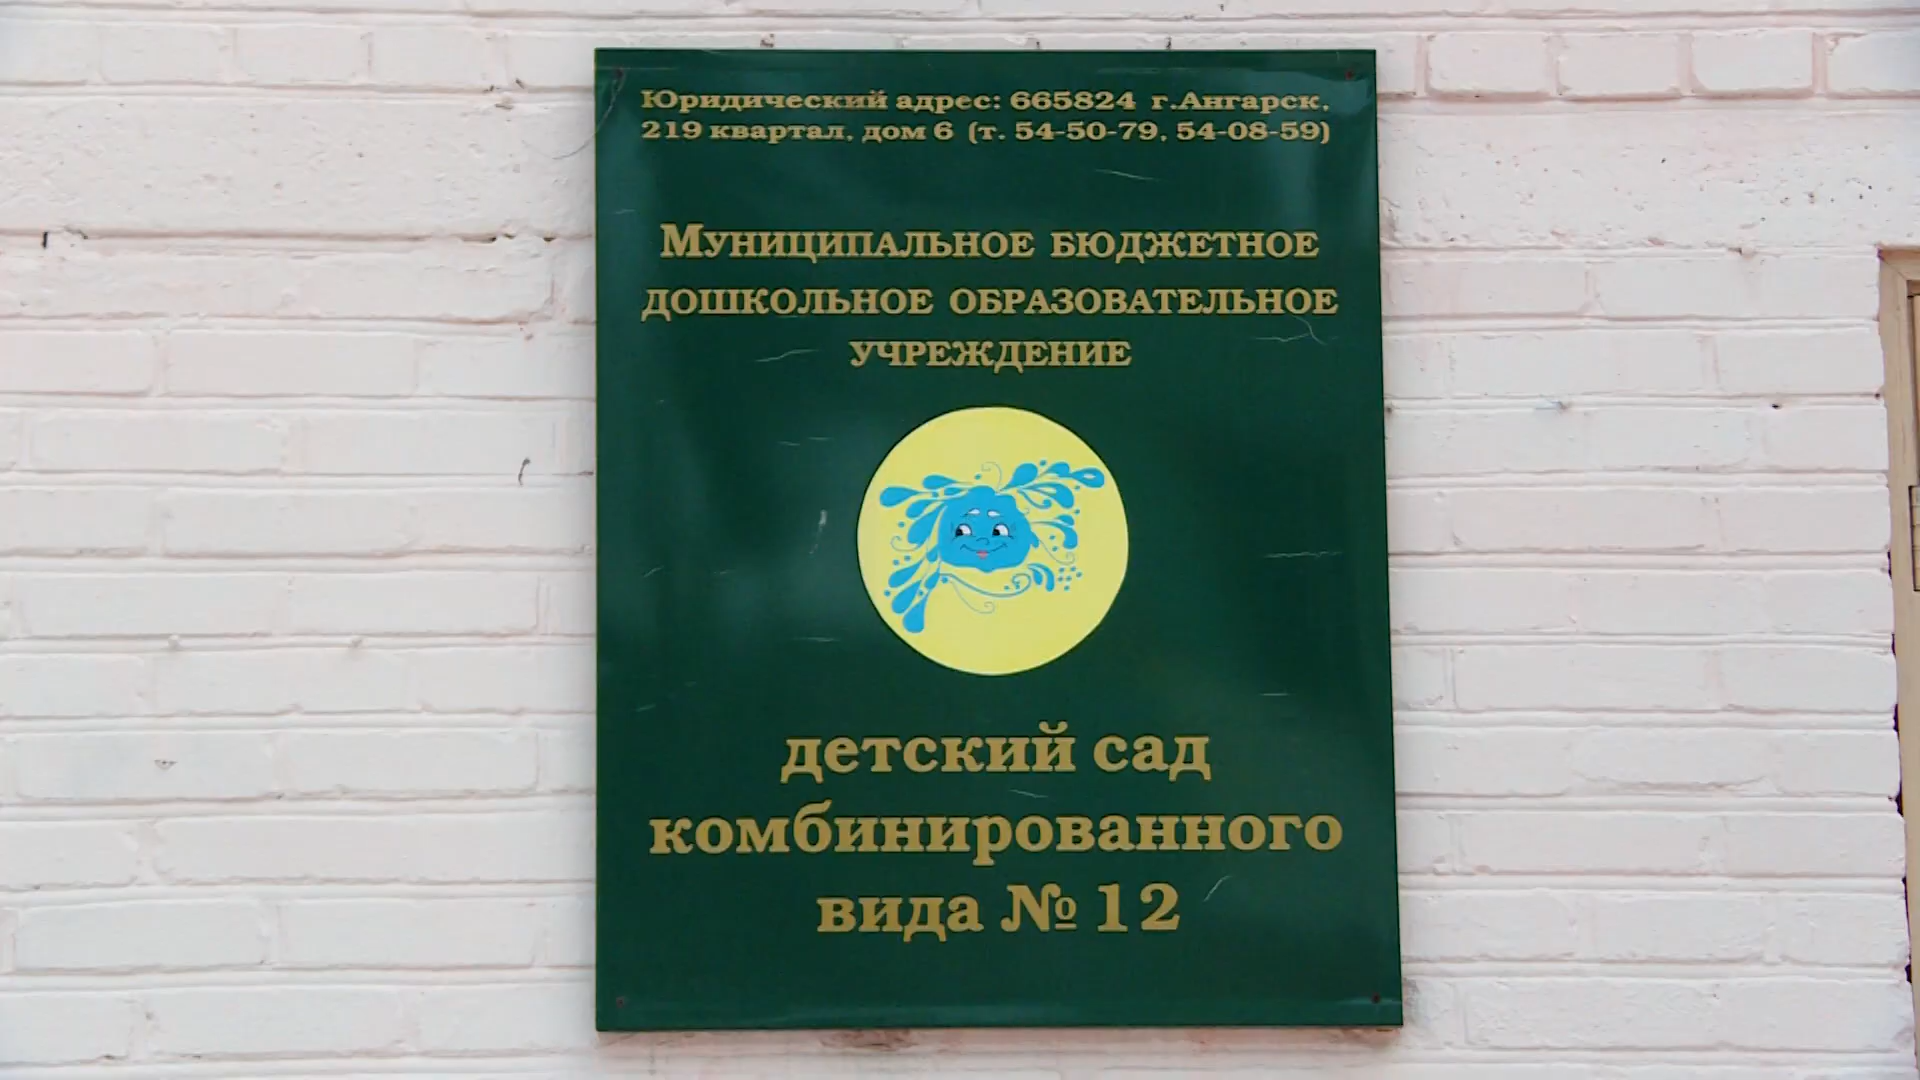 Юридический адрес: 665824 г.Ангарск,
219 квартал, дом 6 (т. 54-50-79, 54-08-59)
Муниципальное бюджетное
дошкольное образовательное
учреждение
детский сад
комбинированного
вида № 12